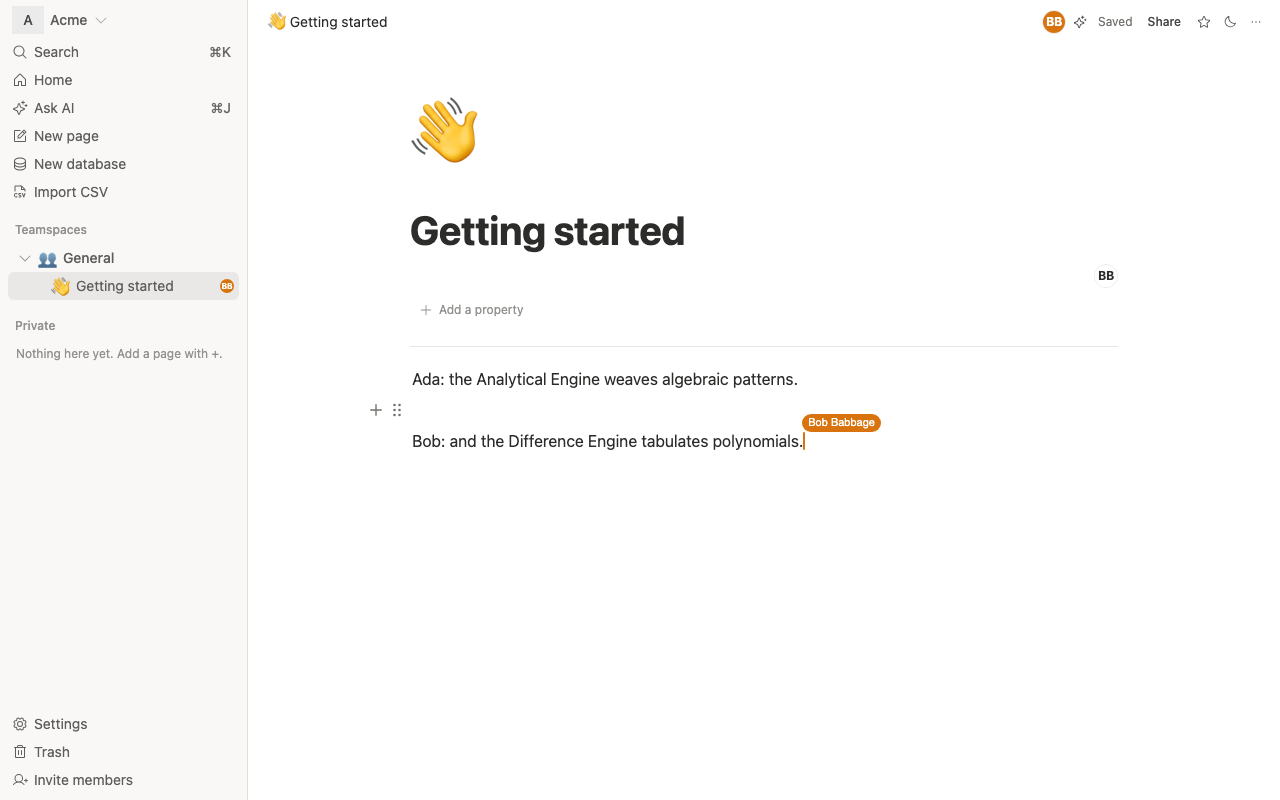 A Acme
Search ⌘K
Home
Ask AI ⌘J
New page
New database
Import CSV
Teamspaces
General
Getting started BB
Private
Nothing here yet. Add a page with +.
Settings
Trash
Invite members
Getting started
BB Saved Share
Getting started
BB
Add a property
Ada: the Analytical Engine weaves algebraic patterns.
Bob Babbage
Bob: and the Difference Engine tabulates polynomials.